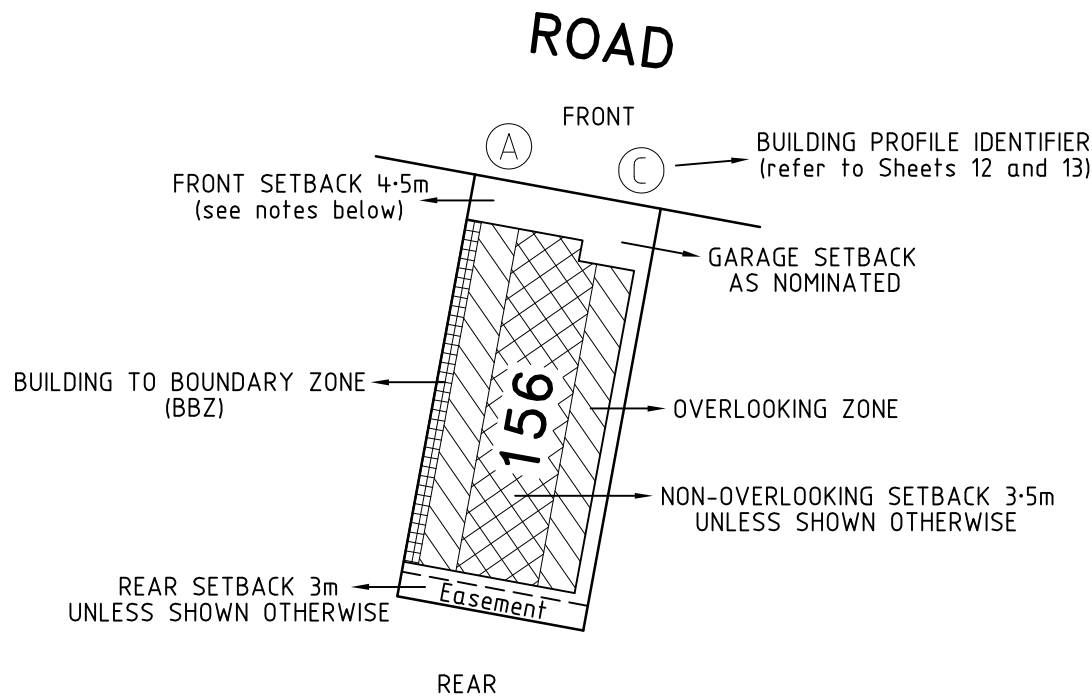 ROAD
FRONT
A
C
BUILDING PROFILE IDENTIFIER
(refer to Sheets 12 and 13)
FRONT SETBACK 4·5m
(see notes below)
GARAGE SETBACK
AS NOMINATED
BUILDING TO BOUNDARY ZONE
(BBZ)
156
OVERLOOKING ZONE
NON-OVERLOOKING SETBACK 3·5m
UNLESS SHOWN OTHERWISE
REAR SETBACK 3m
UNLESS SHOWN OTHERWISE
Easement
REAR